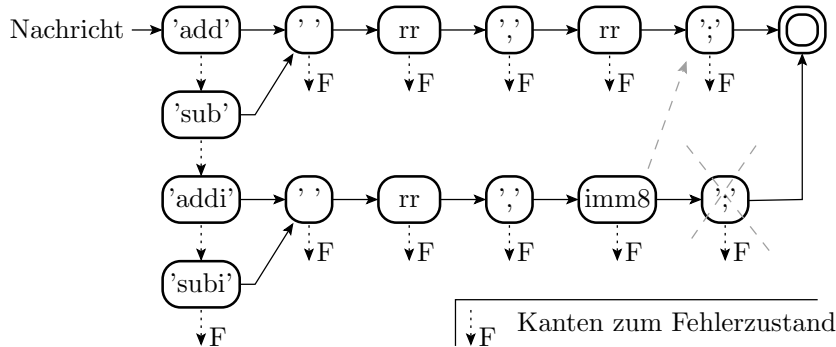 Nachricht 'add' ' ' rr ',' rr ';'
F F F F F
'sub'
'addi' ' ' rr ',' imm8 ';'
F F F F F
'subi'
F
F Kanten zum Fehlerzustand